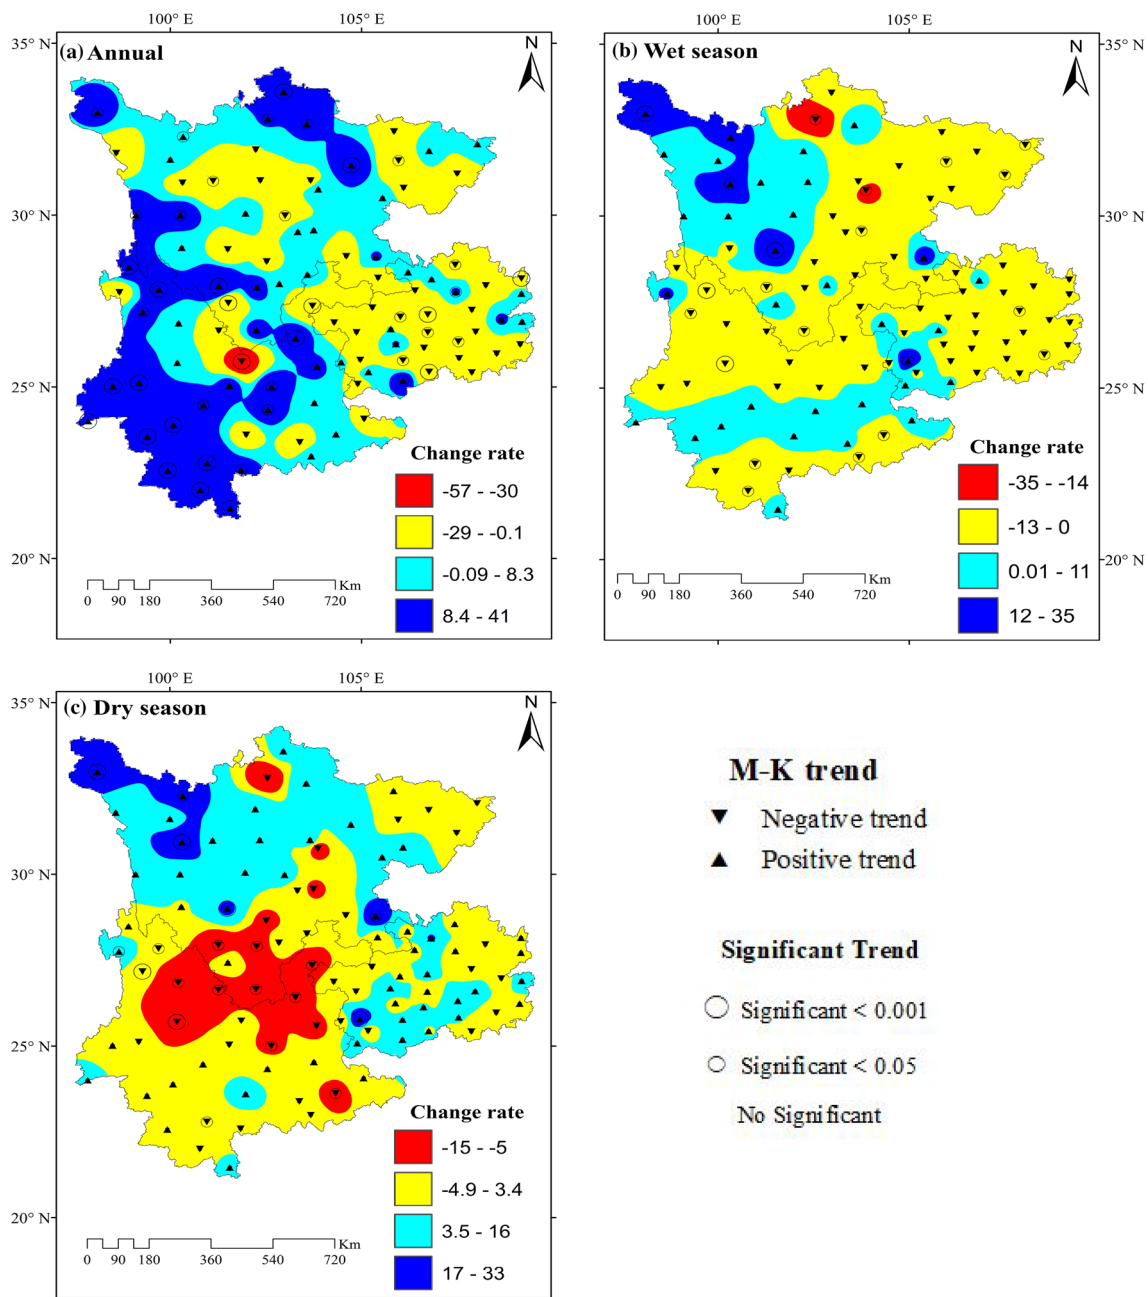 100° E 105° E
35° N (a) Annual N
30° N
25° N
20° N
Change rate
-57 - -30
-29 - -0.1
-0.09 - 8.3
8.4 - 41
Km
0 90 180 360 540 720
100° E 105° E
(b) Wet season N 35° N
30° N
25° N
20° N
Change rate
-35 - -14
-13 - 0
0.01 - 11
12 - 35
Km
0 90 180 360 540 720
100° E 105° E
35° N (c) Dry season N
30° N
25° N
20° N
Change rate
-15 - -5
-4.9 - 3.4
3.5 - 16
17 - 33
Km
0 90 180 360 540 720
M-K trend
Negative trend
Positive trend
Significant Trend
Significant < 0.001
Significant < 0.05
No Significant